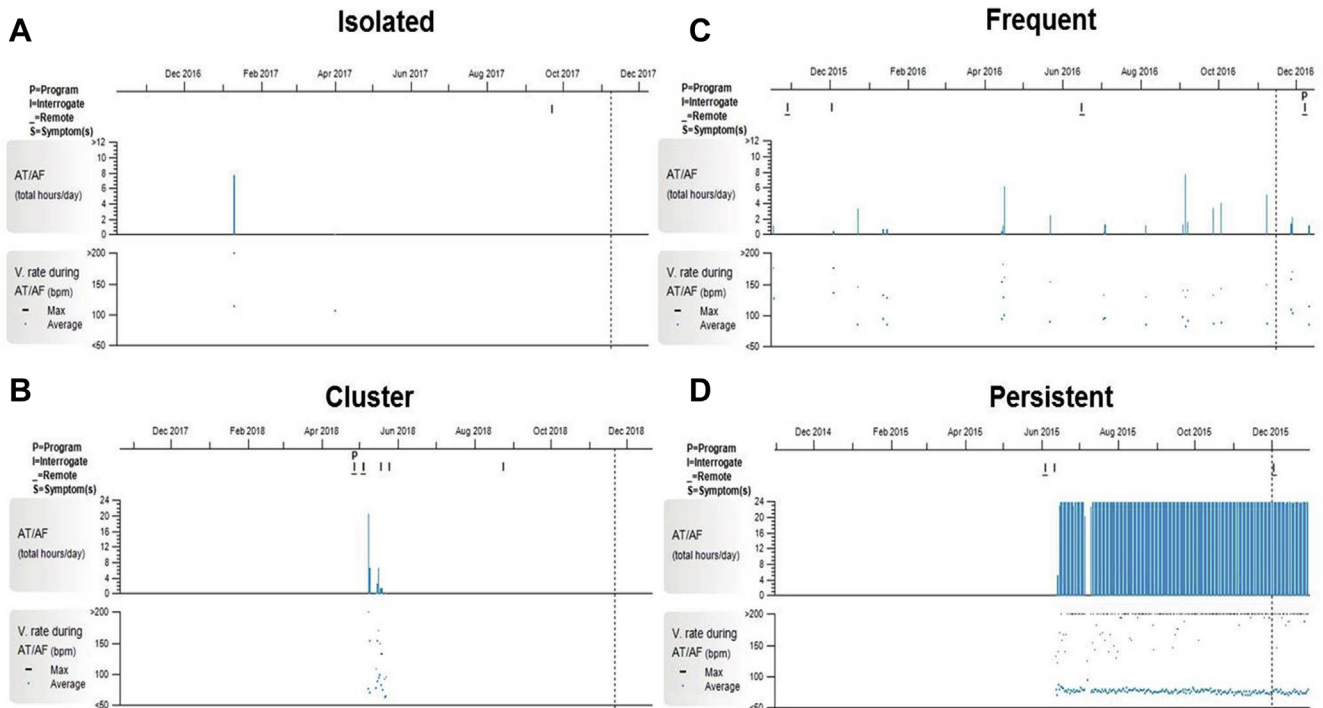 A
Isolated
Dec 2016 Feb 2017 Apr 2017 Jun 2017 Aug 2017 Oct 2017 Dec 2017
P=Program
I=Interrogate
_=Remote
S=Symptom(s)
I
AT/AF
(total hours/day)
>12
10
8
6
4
2
0
V. rate during
AT/AF (bpm)
Max
Average
>200
150
100
<50
C
Frequent
Dec 2015 Feb 2016 Apr 2016 Jun 2016 Aug 2016 Oct 2016 Dec 2016
P=Program
I=Interrogate
_=Remote
S=Symptom(s)
P
I I I I
AT/AF
(total hours/day)
>12
10
8
6
4
2
0
V. rate during
AT/AF (bpm)
Max
Average
>200
150
100
<50
B
Cluster
Dec 2017 Feb 2018 Apr 2018 Jun 2018 Aug 2018 Oct 2018 Dec 2018
P=Program
I=Interrogate
_=Remote
S=Symptom(s)
P
I I I I I
AT/AF
(total hours/day)
24
20
16
12
8
4
0
V. rate during
AT/AF (bpm)
Max
Average
>200
150
100
<50
D
Persistent
Dec 2014 Feb 2015 Apr 2015 Jun 2015 Aug 2015 Oct 2015 Dec 2015
P=Program
I=Interrogate
_=Remote
S=Symptom(s)
I I I
AT/AF
(total hours/day)
24
20
16
12
8
4
0
V. rate during
AT/AF (bpm)
Max
Average
>200
150
100
<50